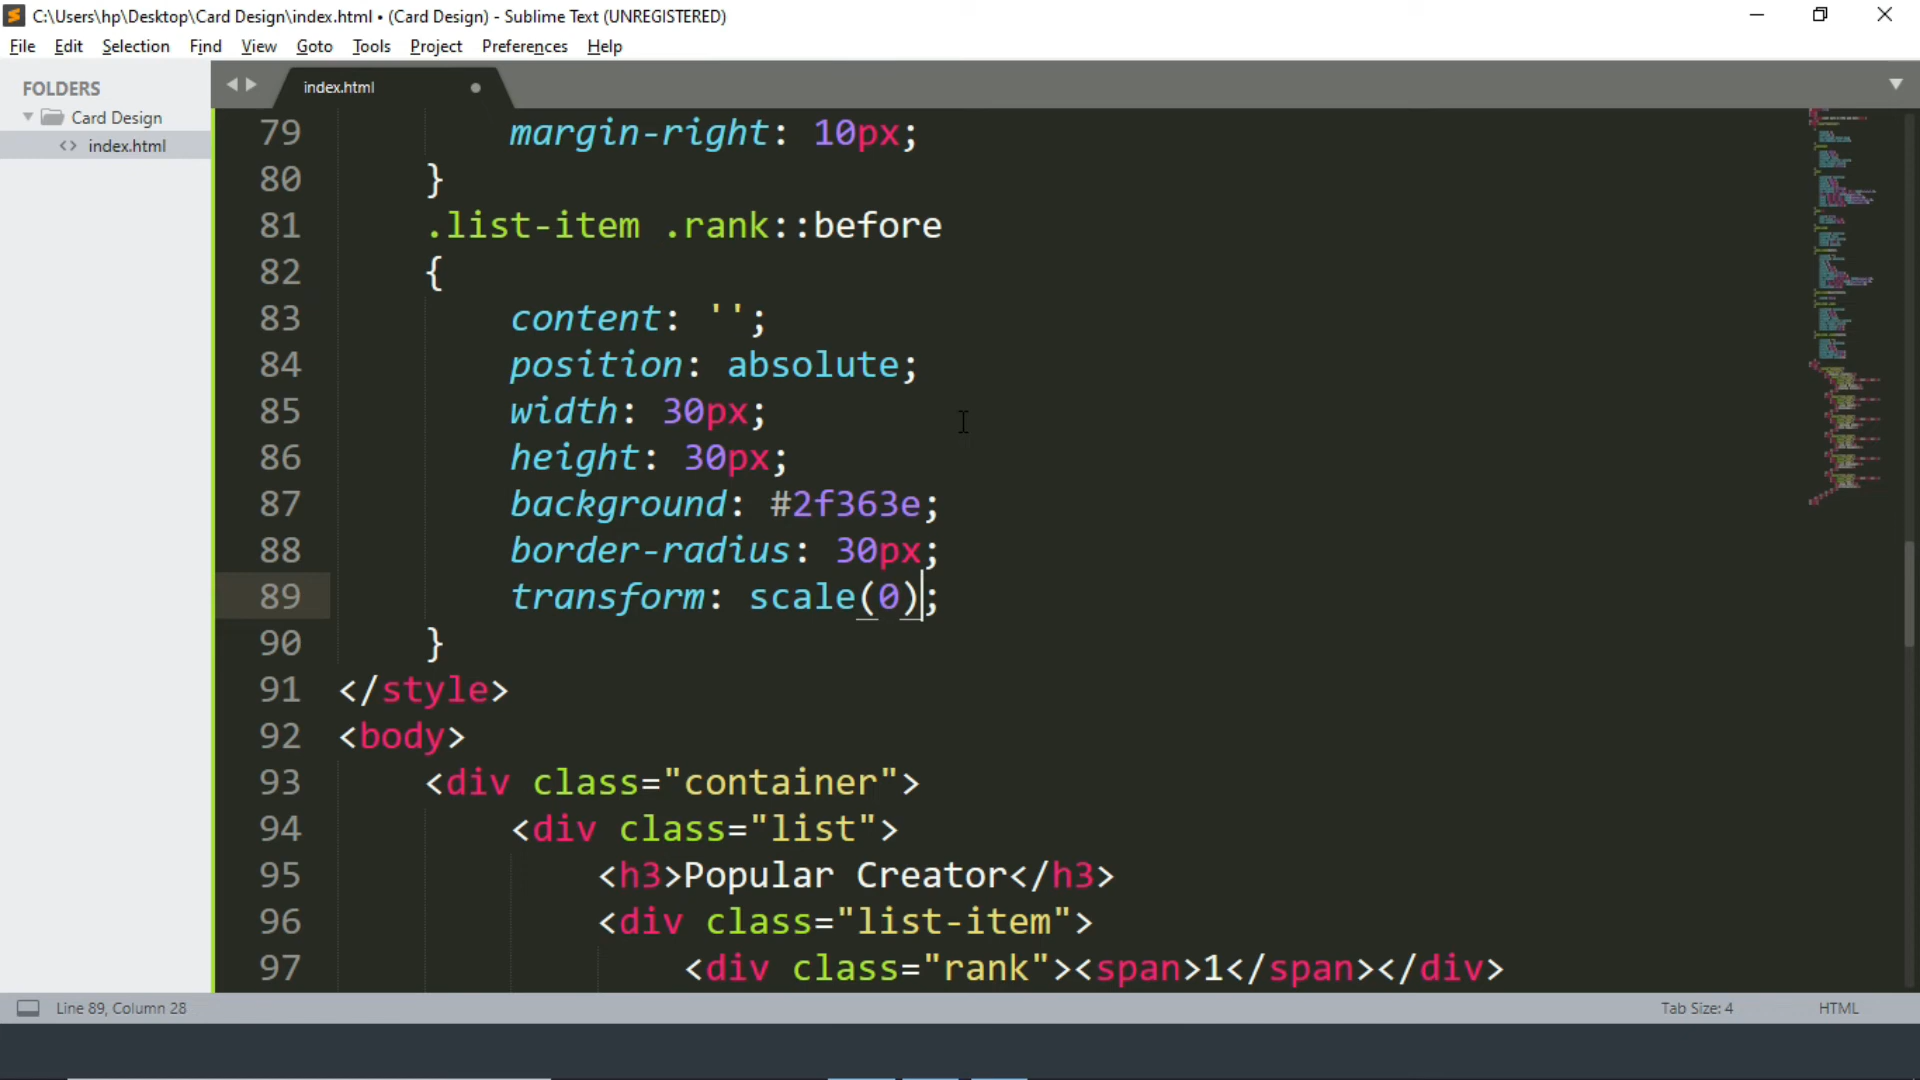 C:\Users\hp\Desktop\Card Design\index.html • (Card Design) - Sublime Text (UNREGISTERED)
File Edit Selection Find View Goto Tools Project Preferences Help
FOLDERS
Card Design
<> index.html
index.html
79 margin-right: 10px;
80 }
81 .list-item .rank::before
82 {
83 content: '';
84 position: absolute;
85 width: 30px;
86 height: 30px;
87 background: #2f363e;
88 border-radius: 30px;
89 transform: scale(0);
90 }
91 </style>
92 <body>
93 <div class="container">
94 <div class="list">
95 <h3>Popular Creator</h3>
96 <div class="list-item">
97 <div class="rank"><span>1</span></div>
Line 89, Column 28
Tab Size: 4
HTML